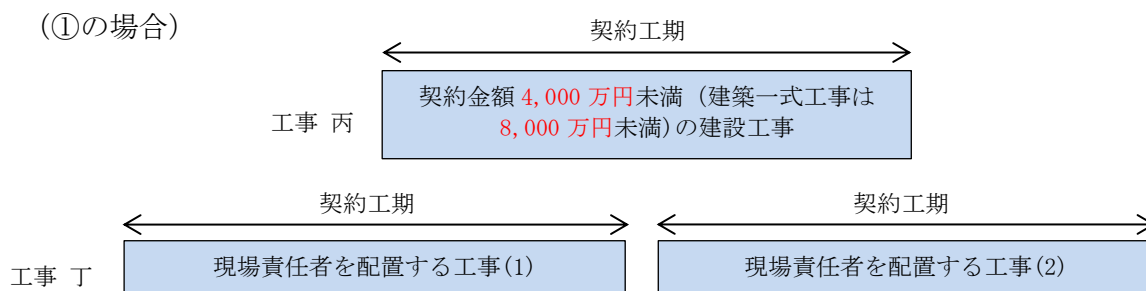 (①の場合)
契約工期
契約金額 4,000 万円未満（建築一式工事は
8,000 万円未満)の建設工事
工事 丙
契約工期
契約工期
現場責任者を配置する工事(1)
現場責任者を配置する工事(2)
工事 丁